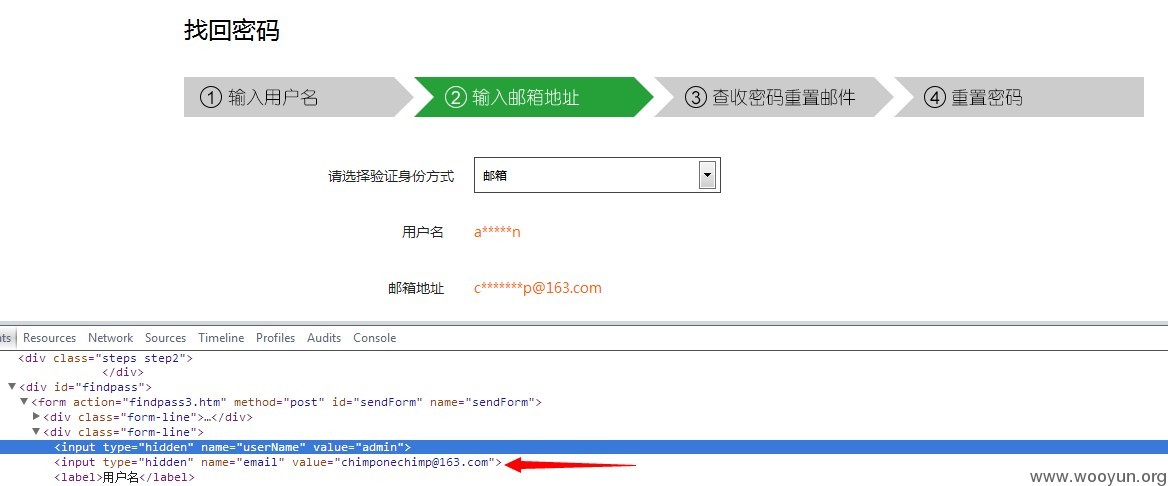 找回密码
① 输入用户名 ② 输入邮箱地址 ③ 查收密码重置邮件 ④ 重置密码
请选择验证身份方式 邮箱
用户名 a*****n
邮箱地址 c*******p@163.com
nts Resources Network Sources Timeline Profiles Audits Console
<div class="steps step2">
</div>
▼<div id="findpass">
▼<form action="findpass3.htm" method="post" id="sendForm" name="sendForm">
▶<div class="form-line">…</div>
▼<div class="form-line">
<input type="hidden" name="userName" value="admin">
<input type="hidden" name="email" value="chimponechimp@163.com">
<label>用户名</label>
www.wooyun.org